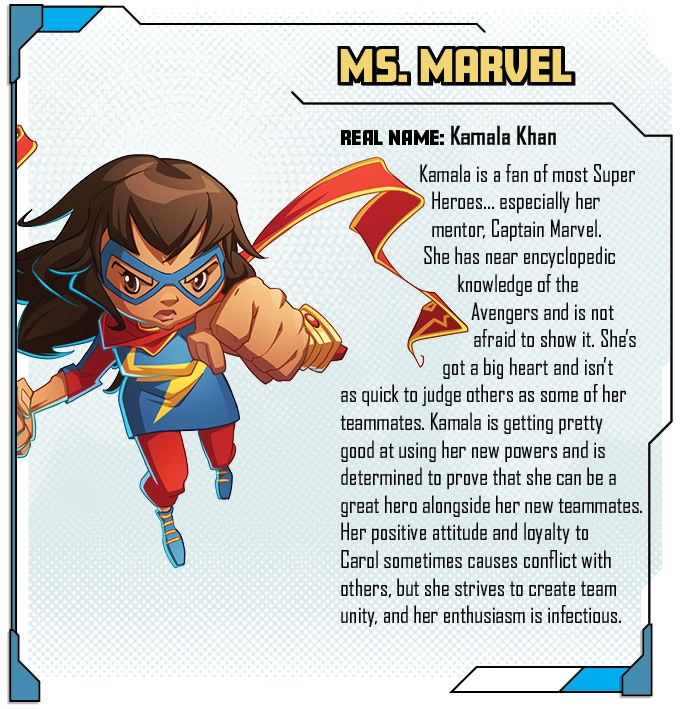 MS. MARVEL
REAL NAME: Kamala Khan
Kamala is a fan of most Super
Heroes... especially her
mentor, Captain Marvel.
She has near encyclopedic
knowledge of the
Avengers and is not
afraid to show it. She's
got a big heart and isn't
as quick to judge others as some of her
teammates. Kamala is getting pretty
good at using her new powers and is
determined to prove that she can be a
great hero alongside her new teammates.
Her positive attitude and loyalty to
Carol sometimes causes conflict with
others, but she strives to create team
unity, and her enthusiasm is infectious.